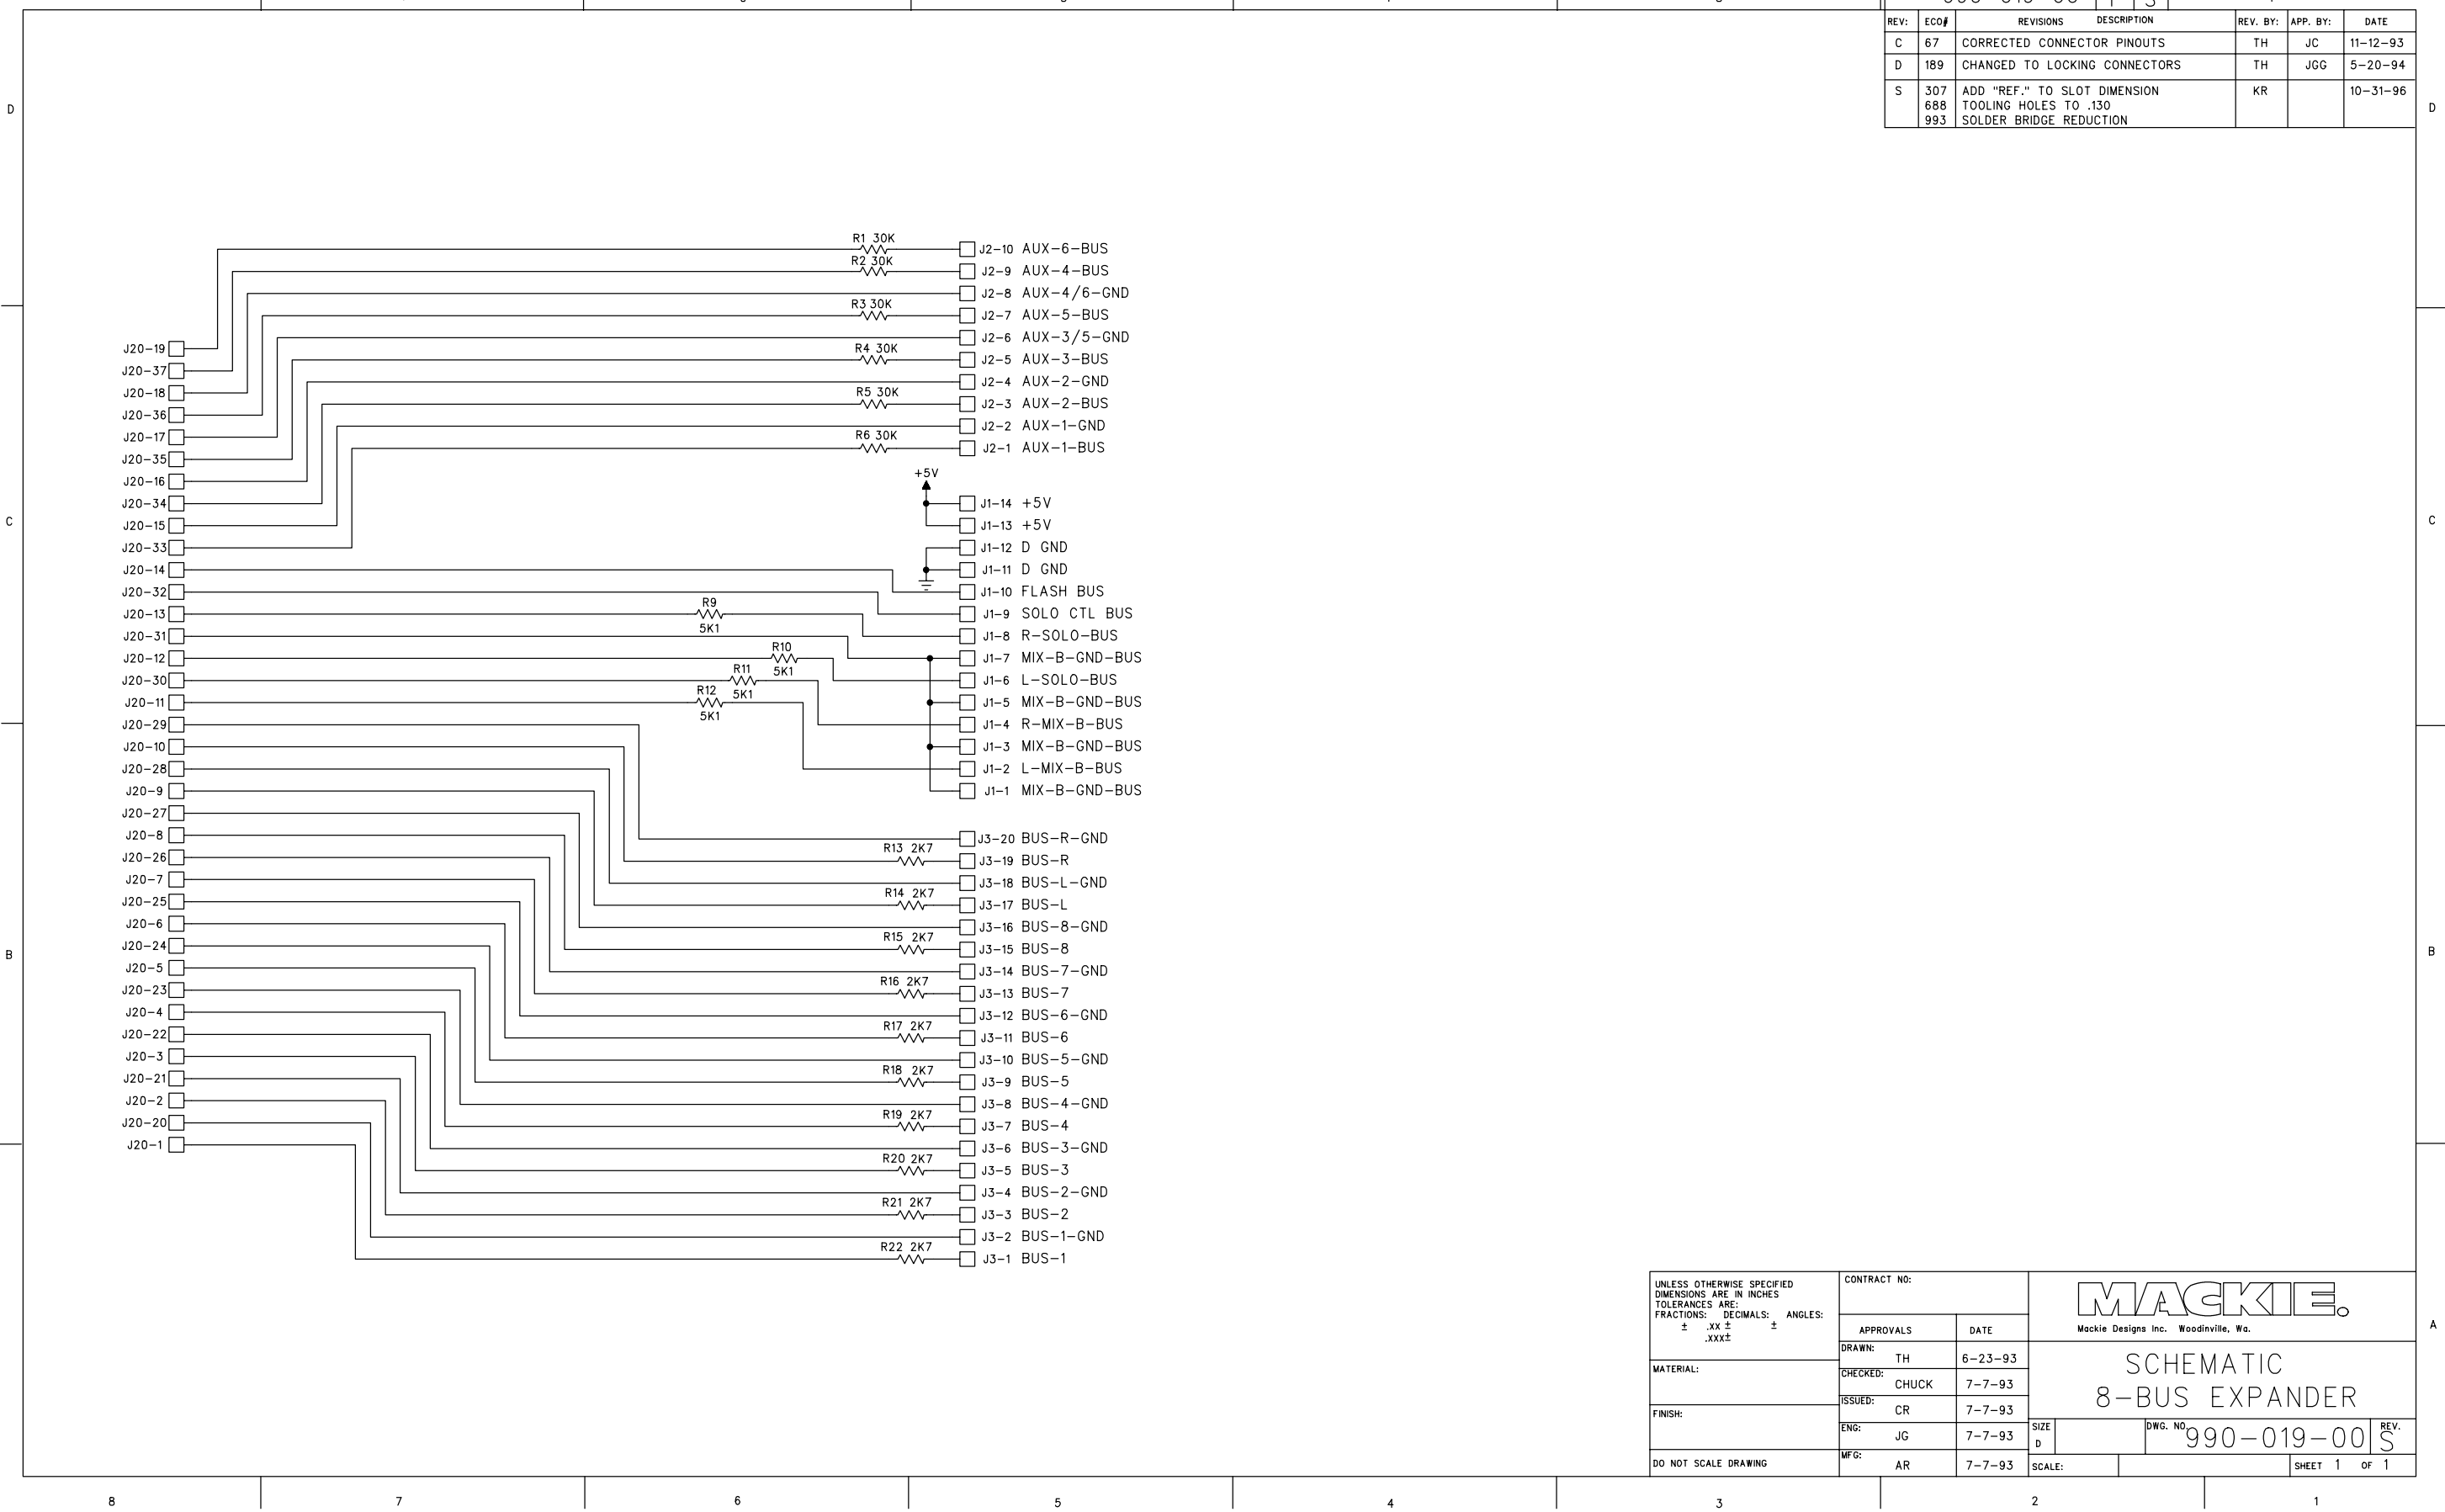 REV: ECO# REVISIONS DESCRIPTION REV. BY: APP. BY: DATE
C 67 CORRECTED CONNECTOR PINOUTS TH JC 11-12-93
D 189 CHANGED TO LOCKING CONNECTORS TH JGG 5-20-94
S 307 ADD "REF." TO SLOT DIMENSION KR 10-31-96
688 TOOLING HOLES TO .130
993 SOLDER BRIDGE REDUCTION
D D
R1 30K
J2-10 AUX-6-BUS
R2 30K
J2-9 AUX-4-BUS
J2-8 AUX-4/6-GND
R3 30K
J2-7 AUX-5-BUS
J2-6 AUX-3/5-GND
J20-19
R4 30K
J2-5 AUX-3-BUS
J20-37
J2-4 AUX-2-GND
J20-18
R5 30K
J2-3 AUX-2-BUS
J20-36
J2-2 AUX-1-GND
J20-17
R6 30K
J2-1 AUX-1-BUS
J20-35
+5V
J20-16
J20-34
J1-14 +5V
J20-15
J1-13 +5V
C C
J20-33
J1-12 D GND
J20-14
J1-11 D GND
J20-32
J1-10 FLASH BUS
J20-13
R9
5K1
J1-9 SOLO CTL BUS
J20-31
J1-8 R-SOLO-BUS
J20-12
R10
5K1
J1-7 MIX-B-GND-BUS
J20-30
R11
5K1
J1-6 L-SOLO-BUS
J20-11
R12
5K1
J1-5 MIX-B-GND-BUS
J20-29
J1-4 R-MIX-B-BUS
J20-10
J1-3 MIX-B-GND-BUS
J20-28
J1-2 L-MIX-B-BUS
J20-9
J1-1 MIX-B-GND-BUS
J20-27
J20-8
J3-20 BUS-R-GND
J20-26
R13 2K7
J3-19 BUS-R
J20-7
J3-18 BUS-L-GND
J20-25
R14 2K7
J3-17 BUS-L
J20-6
J3-16 BUS-8-GND
J20-24
R15 2K7
J3-15 BUS-8
B B
J20-5
J3-14 BUS-7-GND
J20-23
R16 2K7
J3-13 BUS-7
J20-4
J3-12 BUS-6-GND
J20-22
R17 2K7
J3-11 BUS-6
J20-3
J3-10 BUS-5-GND
J20-21
R18 2K7
J3-9 BUS-5
J20-2
J3-8 BUS-4-GND
J20-20
R19 2K7
J3-7 BUS-4
J20-1
J3-6 BUS-3-GND
R20 2K7
J3-5 BUS-3
J3-4 BUS-2-GND
R21 2K7
J3-3 BUS-2
J3-2 BUS-1-GND
R22 2K7
J3-1 BUS-1
UNLESS OTHERWISE SPECIFIED
DIMENSIONS ARE IN INCHES
TOLERANCES ARE:
FRACTIONS: DECIMALS: ANGLES:
± .XX ± ±
.XXX±
MATERIAL:
FINISH:
DO NOT SCALE DRAWING
CONTRACT NO:
APPROVALS DATE
DRAWN: TH 6-23-93
CHECKED: CHUCK 7-7-93
ISSUED: CR 7-7-93
ENG: JG 7-7-93
MFG: AR 7-7-93
MACKIE.
Mackie Designs Inc. Woodinville, Wa.
A
SCHEMATIC
8-BUS EXPANDER
SIZE D DWG. NO. 990-019-00 REV. S
SCALE: SHEET 1 OF 1
8 7 6 5 4 3 2 1